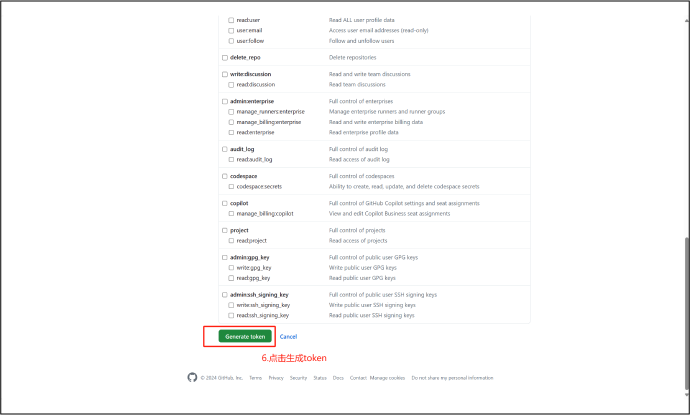 read:user Read ALL user profile data
user:email Access user email addresses (read-only)
user:follow Follow and unfollow users
delete_repo Delete repositories
write:discussion Read and write team discussions
read:discussion Read team discussions
admin:enterprise Full control of enterprises
manage_runners:enterprise Manage enterprise runners and runner groups
manage_billing:enterprise Read and write enterprise billing data
read:enterprise Read enterprise profile data
audit_log Full control of audit log
read:audit_log Read access of audit log
codespace Full control of codespaces
codespace:secrets Ability to create, read, update, and delete codespace secrets
copilot Full control of GitHub Copilot settings and seat assignments
manage_billing:copilot View and edit Copilot Business seat assignments
project Full control of projects
read:project Read access of projects
admin:gpg_key Full control of public user GPG keys
write:gpg_key Write public user GPG keys
read:gpg_key Read public user GPG keys
admin:ssh_signing_key Full control of public user SSH signing keys
write:ssh_signing_key Write public user SSH signing keys
read:ssh_signing_key Read public user SSH signing keys
Generate token Cancel
6.点击生成token
© 2024 GitHub, Inc. Terms Privacy Security Status Docs Contact Manage cookies Do not share my personal information